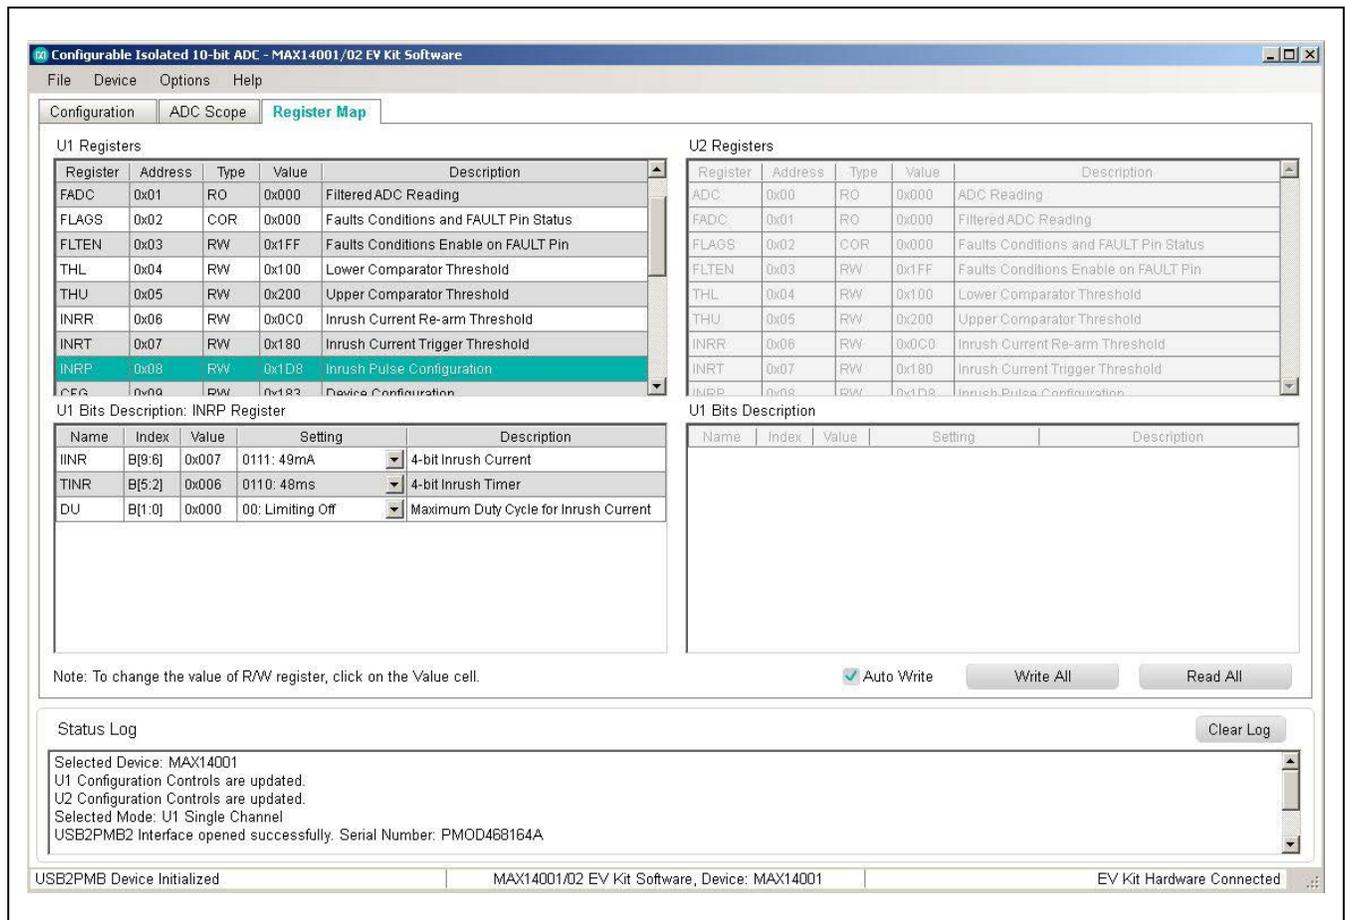 Configurable Isolated 10-bit ADC - MAX14001/02 EV Kit Software
File Device Options Help
Configuration ADC Scope Register Map
U1 Registers
Register Address Type Value Description
FADC 0x01 RO 0x000 Filtered ADC Reading
FLAGS 0x02 COR 0x000 Faults Conditions and FAULT Pin Status
FLTEN 0x03 RW 0x1FF Faults Conditions Enable on FAULT Pin
THL 0x04 RW 0x100 Lower Comparator Threshold
THU 0x05 RW 0x200 Upper Comparator Threshold
INRR 0x06 RW 0x0C0 Inrush Current Re-arm Threshold
INRT 0x07 RW 0x180 Inrush Current Trigger Threshold
INRP 0x08 RW 0x1D8 Inrush Pulse Configuration
CFG 0x09 RW 0x183 Device Configuration
U2 Registers
Register Address Type Value Description
ADC 0x00 RO 0x000 ADC Reading
FADC 0x01 RO 0x000 Filtered ADC Reading
FLAGS 0x02 COR 0x000 Faults Conditions and FAULT Pin Status
FLTEN 0x03 RW 0x1FF Faults Conditions Enable on FAULT Pin
THL 0x04 RW 0x100 Lower Comparator Threshold
THU 0x05 RW 0x200 Upper Comparator Threshold
INRR 0x06 RW 0x0C0 Inrush Current Re-arm Threshold
INRT 0x07 RW 0x180 Inrush Current Trigger Threshold
INRP 0x08 RW 0x1D8 Inrush Pulse Configuration
U1 Bits Description: INRP Register
Name Index Value Setting Description
IINR B[9:6] 0x007 0111: 49mA 4-bit Inrush Current
TINR B[5:2] 0x006 0110: 48ms 4-bit Inrush Timer
DU B[1:0] 0x000 00: Limiting Off Maximum Duty Cycle for Inrush Current
U1 Bits Description
Name Index Value Setting Description
Note: To change the value of R/W register, click on the Value cell.
Auto Write Write All Read All
Status Log Clear Log
Selected Device: MAX14001
U1 Configuration Controls are updated.
U2 Configuration Controls are updated.
Selected Mode: U1 Single Channel
USB2PMB2 Interface opened successfully. Serial Number: PMOD468164A
USB2PMB Device Initialized MAX14001/02 EV Kit Software, Device: MAX14001 EV Kit Hardware Connected